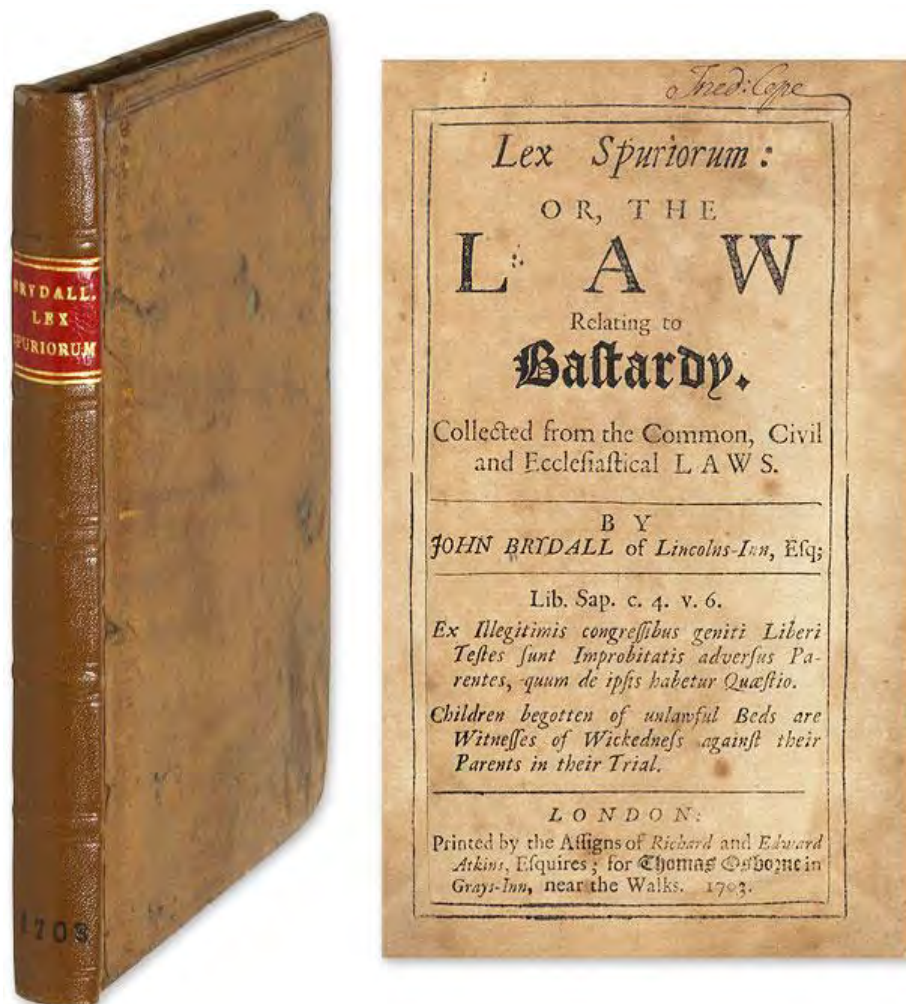 BRYDALL.
LEX
SPURIORUM
1703
Fred: Cope
Lex Spuriorum:
OR, THE
LAW
Relating to
Baſtardy.
Collected from the Common, Civil
and Eccleſiaſtical LAWS.
BY
JOHN BRYDALL of Lincolns-Inn, Eſq;
Lib. Sap. c. 4. v. 6.
Ex Illegitimis congreſſibus geniti Liberi
Teſtes ſunt Improbitatis adverſus Pa-
rentes, quum de ipſis habetur Quæſtio.
Children begotten of unlawful Beds are
Witneſſes of Wickedneſs againſt their
Parents in their Trial.
LONDON:
Printed by the Aſſigns of Richard and Edward
Atkins, Eſquires; for Thomas Osborne in
Grays-Inn, near the Walks. 1703.